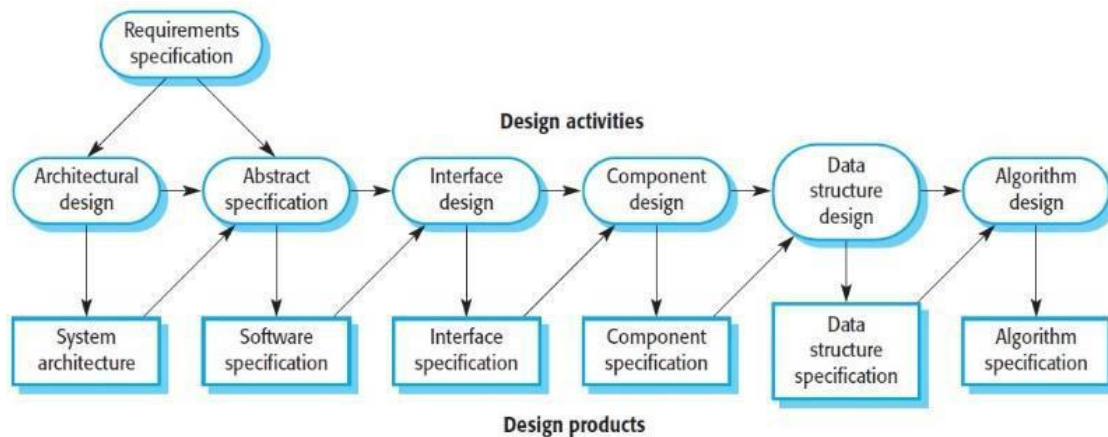 Requirements
specification
Design activities
Architectural
design
Abstract
specification
Interface
design
Component
design
Data
structure
design
Algorithm
design
System
architecture
Software
specification
Interface
specification
Component
specification
Data
structure
specification
Algorithm
specification
Design products